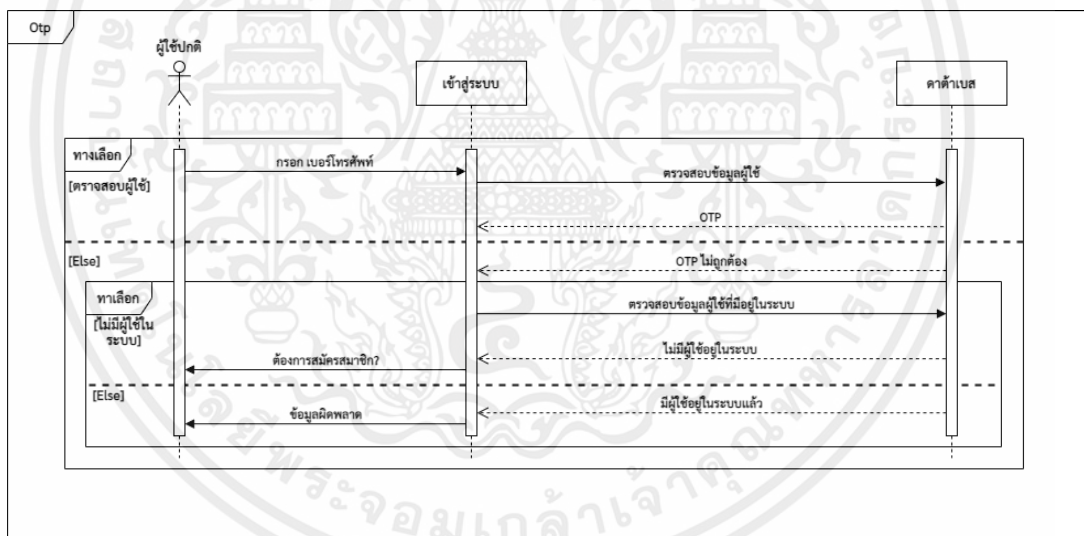 Otp
ผู้ใช้ปกติ
เข้าสู่ระบบ
ดาต้าเบส
ทางเลือก
กรอก เบอร์โทรศัพท์
ตรวจสอบข้อมูลผู้ใช้
[ตราจสอบผู้ใช้]
OTP
[Else]
OTP ไม่ถูกต้อง
ทาเลือก
ตรวจสอบข้อมูลผู้ใช้ที่มีอยู่ในระบบ
[ไม่มีผู้ใช้ใน
ระบบ]
ไม่มีผู้ใช้อยู่ในระบบ
ต้องการสมัครสมาชิก?
[Else]
มีผู้ใช้อยู่ในระบบแล้ว
ข้อมูลผิดพลาด